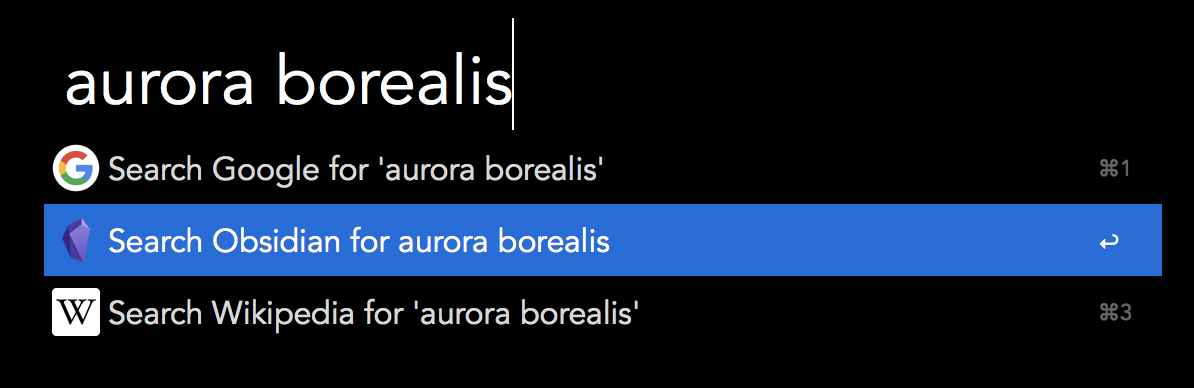 aurora borealis
Search Google for 'aurora borealis' ⌘1
Search Obsidian for aurora borealis ↩
W Search Wikipedia for 'aurora borealis' ⌘3